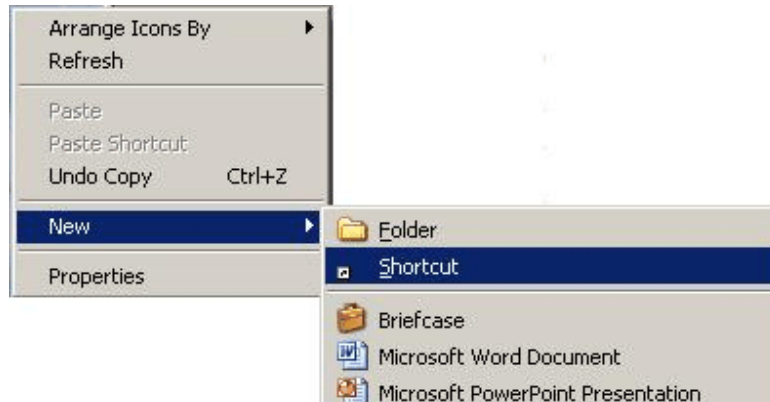 Arrange Icons By
Refresh
Paste
Paste Shortcut
Undo Copy Ctrl+Z
New
Properties
Folder
Shortcut
Briefcase
Microsoft Word Document
Microsoft PowerPoint Presentation